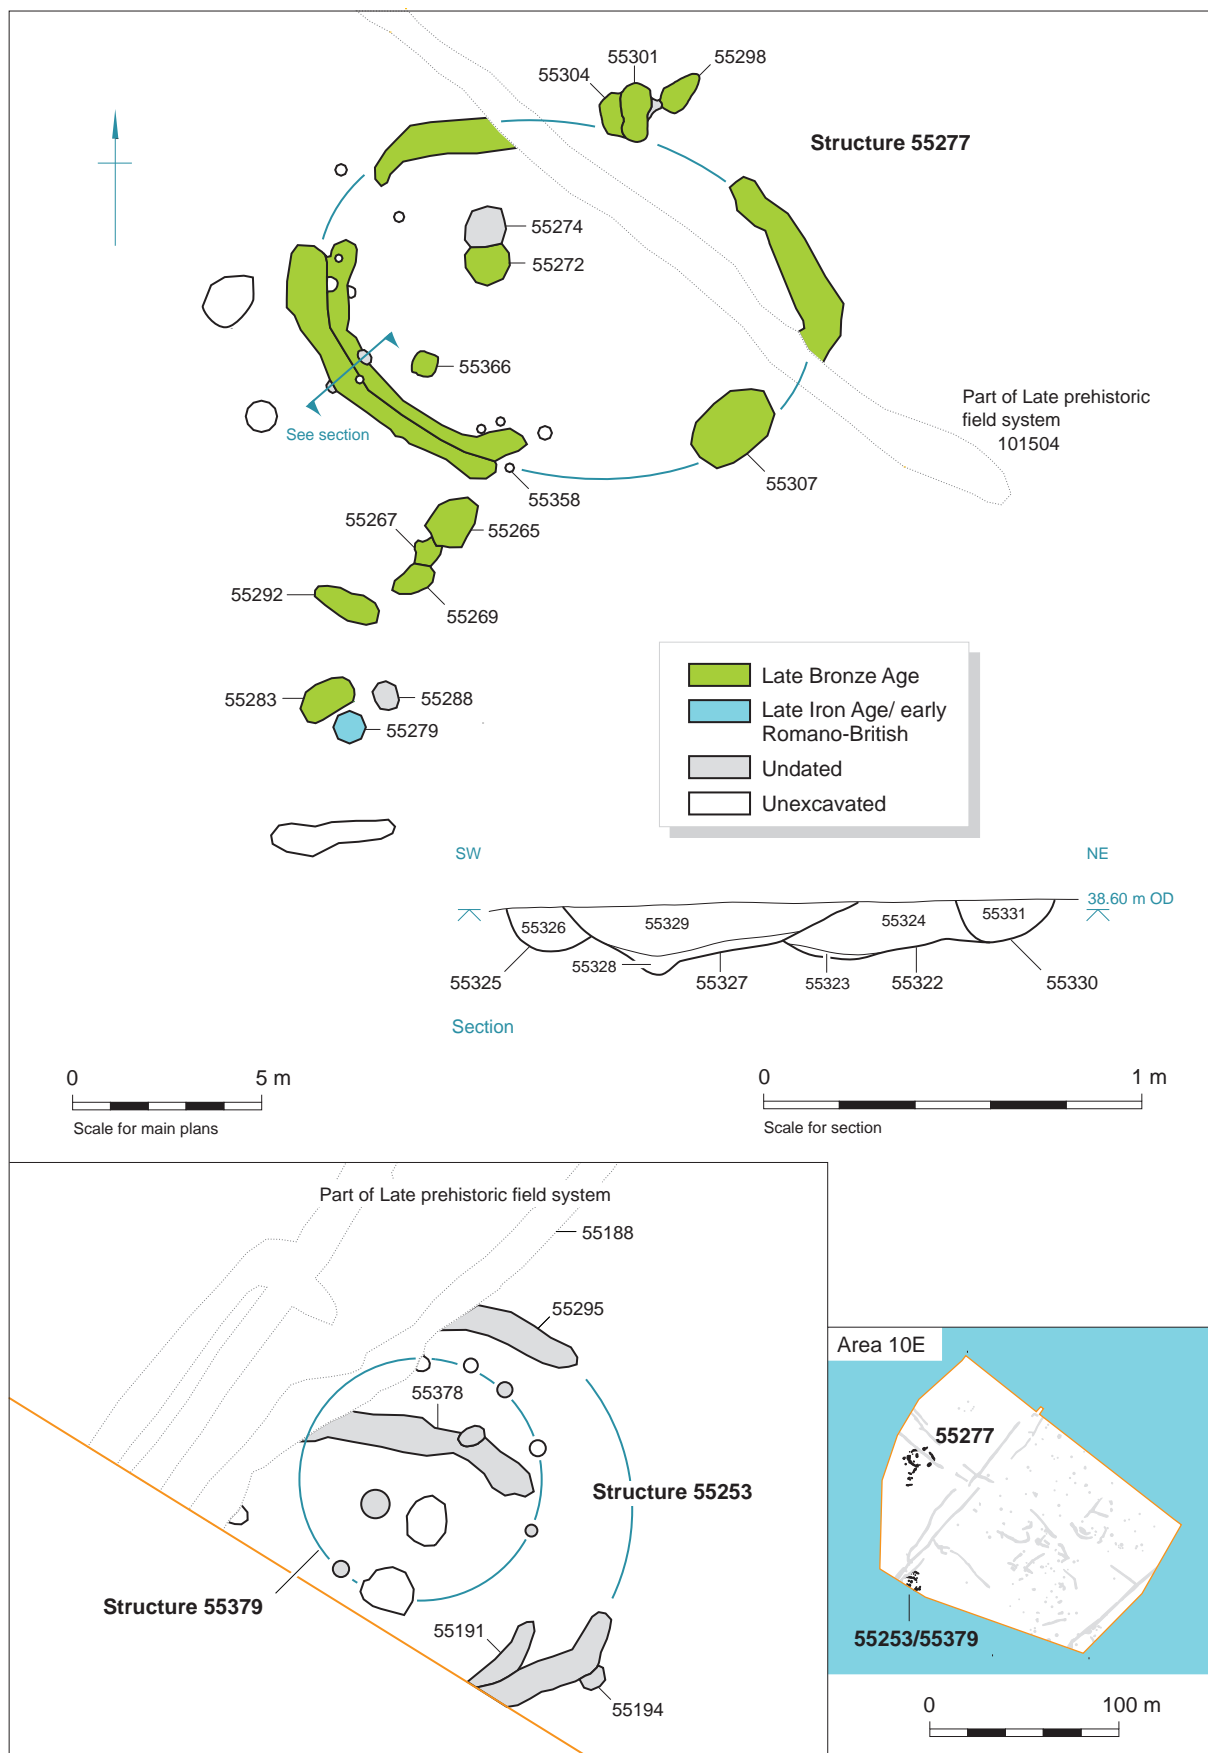 55301
55298
55304
Structure 55277
55274
55272
55366
See section
Part of Late prehistoric
field system
101504
55307
55358
55267
55265
55292
55269
55283
55288
55279
Late Bronze Age
Late Iron Age/ early
Romano-British
Undated
Unexcavated
SW
NE
38.60 m OD
55326
55329
55324
55331
55328
55325
55327
55323
55322
55330
Section
0
5 m
Scale for main plans
0
1 m
Scale for section
Part of Late prehistoric field system
55188
55295
55378
Structure 55253
Structure 55379
55191
55194
Area 10E
55277
55253/55379
0
100 m